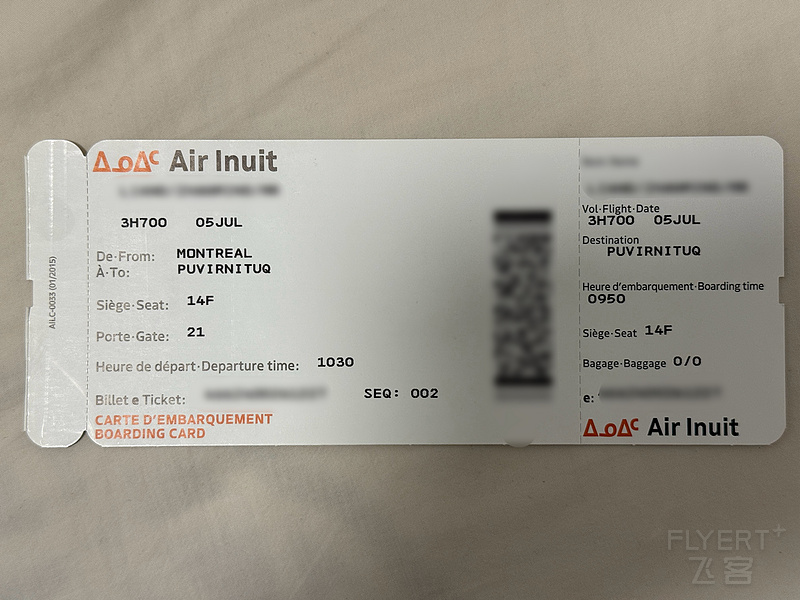 AILC-0033 (01/2015)
ᐃᓄᐃᑦ Air Inuit
3H700 05JUL
De·From: MONTREAL
À·To: PUVIRNITUQ
Siège·Seat: 14F
Porte·Gate: 21
Heure de départ·Departure time: 1030
Billet e Ticket: SEQ: 002
CARTE D'EMBARQUEMENT
BOARDING CARD
Vol·Flight·Date
3H700 05JUL
Destination
PUVIRNITUQ
Heure d'embarquement·Boarding time
0950
Siège·Seat 14F
Bagage·Baggage 0/0
e:
ᐃᓄᐃᑦ Air Inuit
FLYERT+
飞客